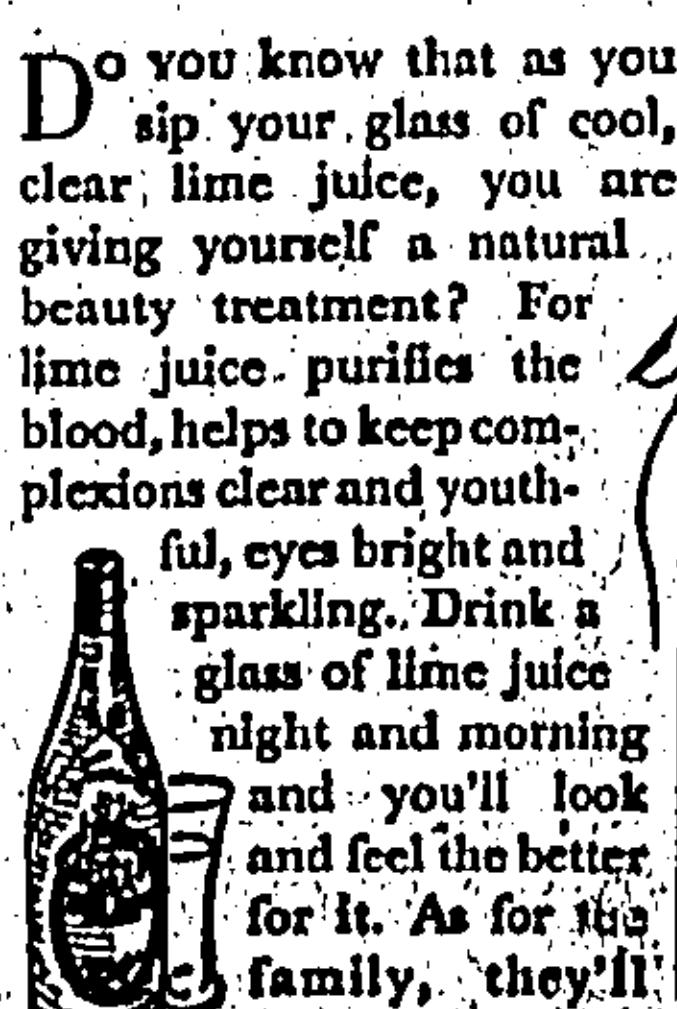 Do you know that as you
sip your glass of cool,
clear, lime juice, you are
giving yourself a natural
beauty treatment? For
lime juice purifies the
blood, helps to keep com-
plexions clear and youth-
ful, eyes bright and
sparkling. Drink a
glass of lime juice
night and morning
and you'll look
and feel the better
for it. As for the
family, they'll